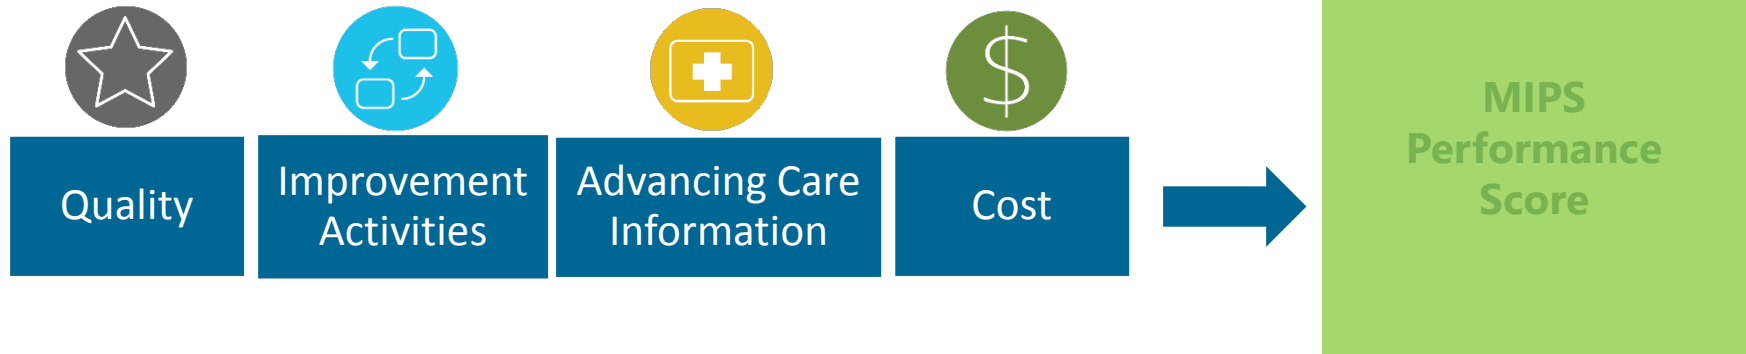 Quality
Improvement
Activities
Advancing Care
Information
Cost
MIPS
Performance
Score